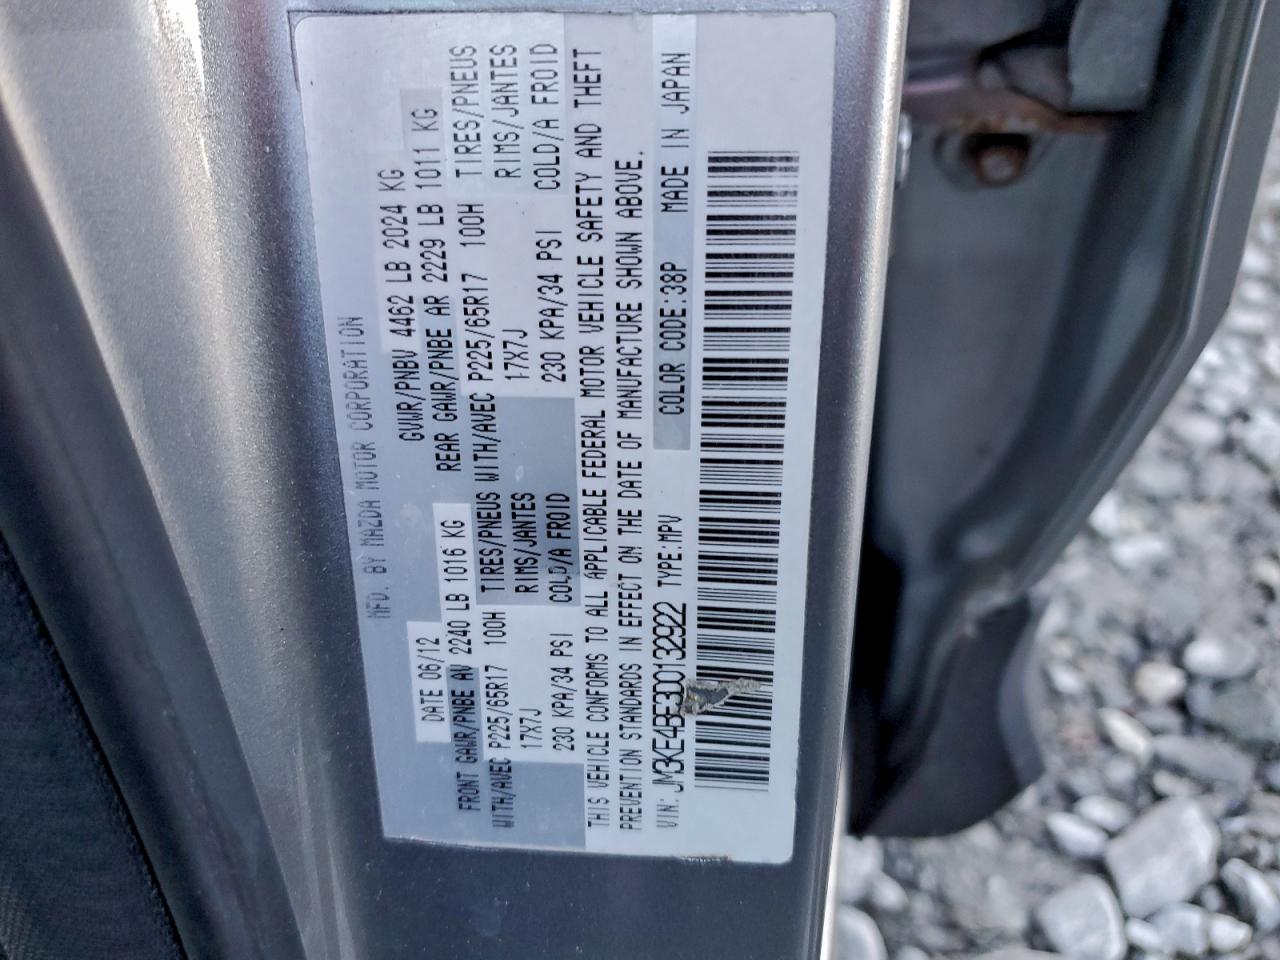 MFD. BY MAZDA MOTOR CORPORATION
DATE 06/12 GVWR/PNBV 4462 LB 2024 KG
FRONT GAWR/PNBE AV 2240 LB 1016 KG REAR GAWR/PNBE AR 2229 LB 1011 KG
WITH/AVEC P225/65R17 100H TIRES/PNEUS WITH/AVEC P225/65R17 100H TIRES/PNEUS
17X7J RIMS/JANTES 17X7J RIMS/JANTES
230 KPA/34 PSI COLD/A FROID 230 KPA/34 PSI COLD/A FROID
THIS VEHICLE CONFORMS TO ALL APPLICABLE FEDERAL MOTOR VEHICLE SAFETY AND THEFT
PREVENTION STANDARDS IN EFFECT ON THE DATE OF MANUFACTURE SHOWN ABOVE.
VIN: JM3KE4BE3D0132922 TYPE:MPV COLOR CODE:38P MADE IN JAPAN